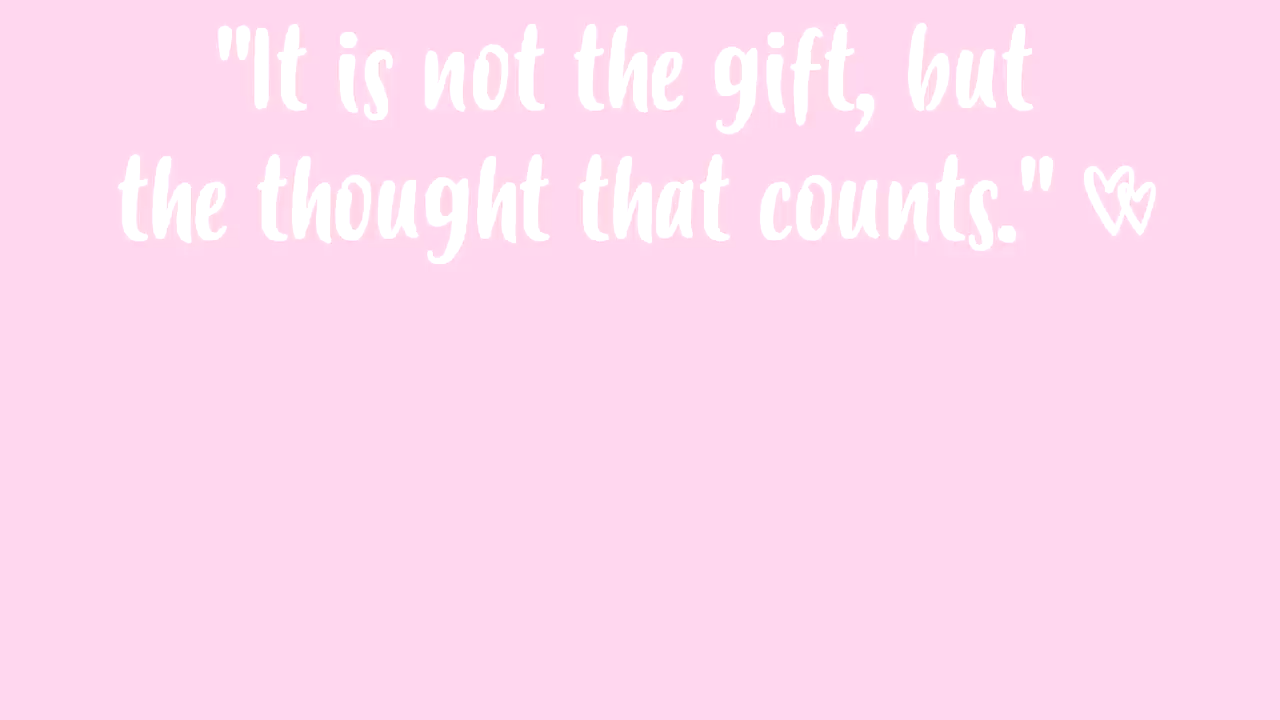 "It is not the gift, but
the thought that counts." 💕